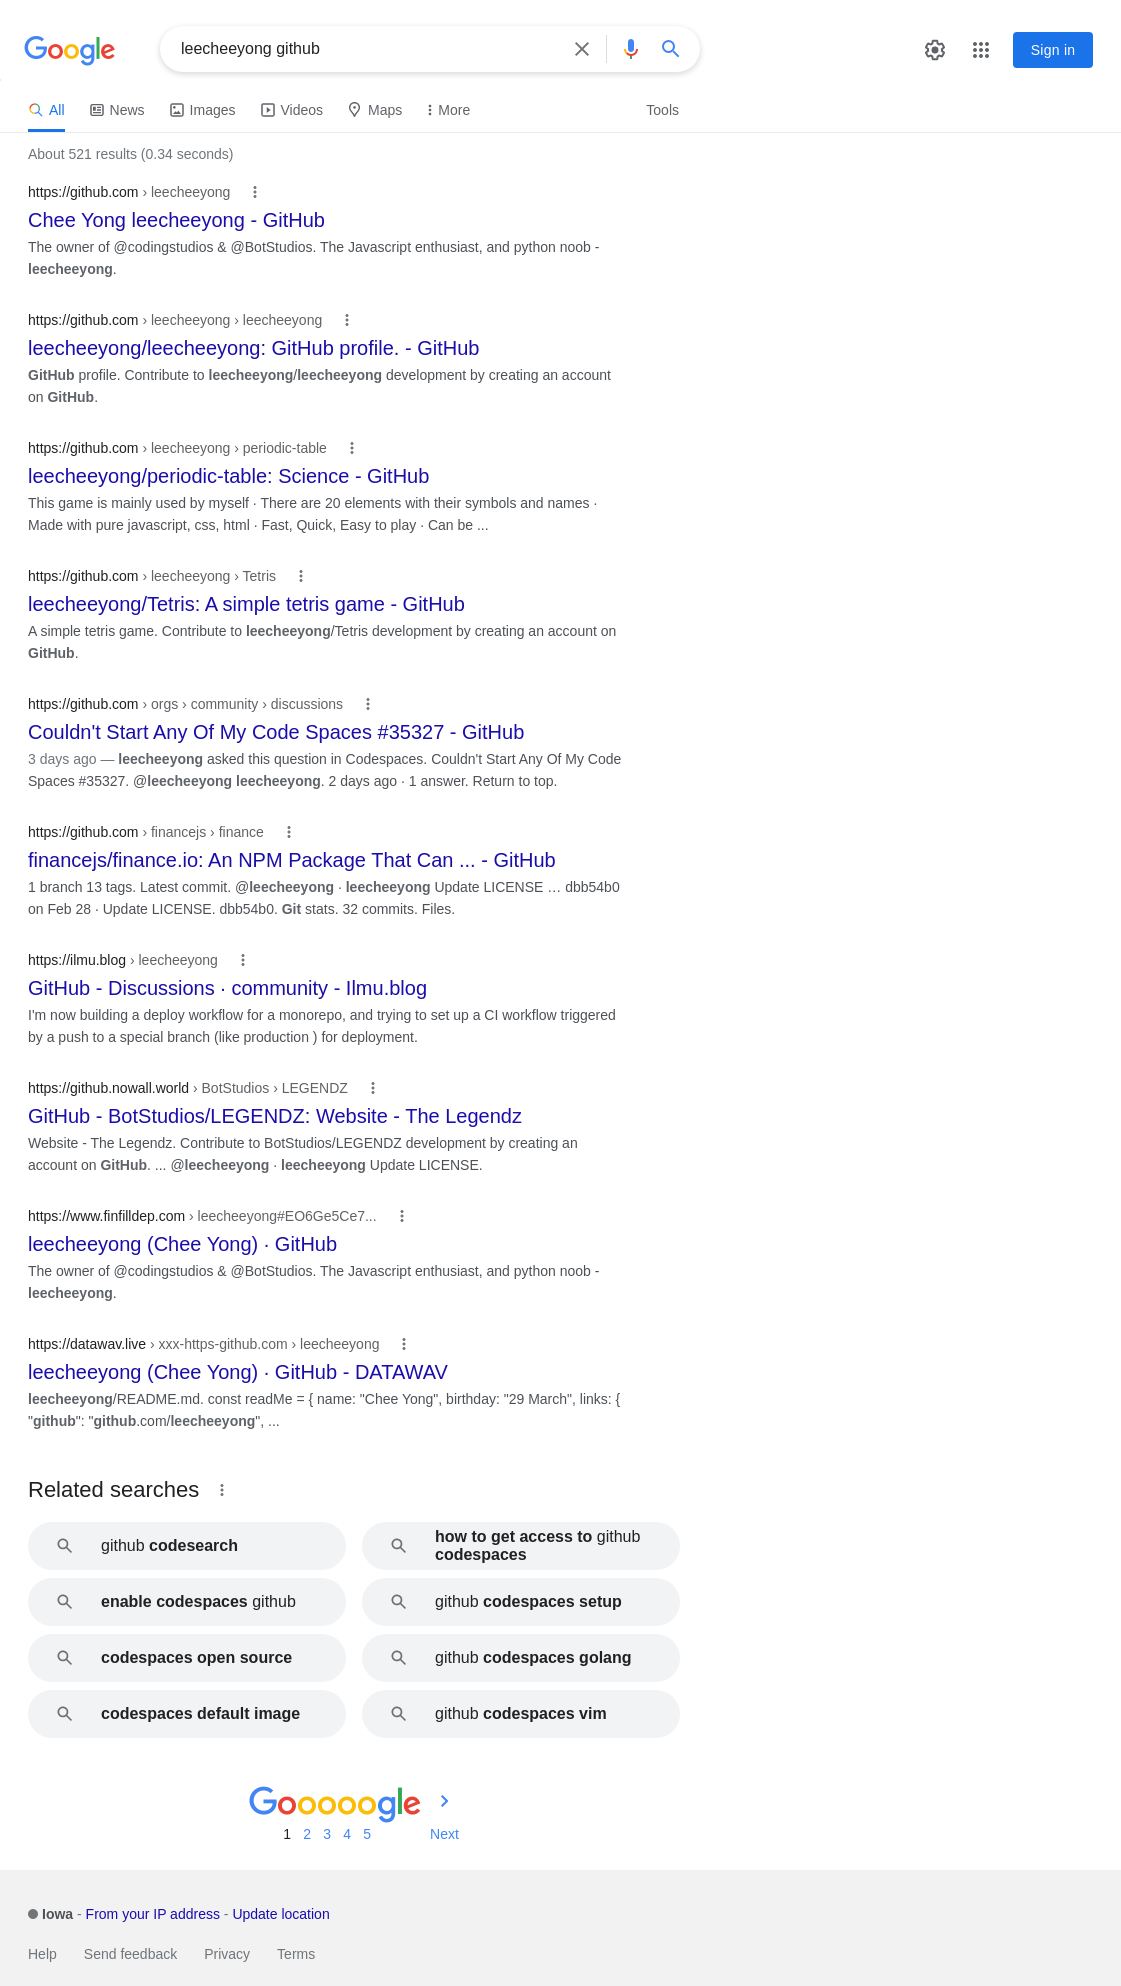 Google
leecheeyong github
Sign in
All News Images Videos Maps More Tools
About 521 results (0.34 seconds)
https://github.com › leecheeyong
Chee Yong leecheeyong - GitHub
The owner of @codingstudios & @BotStudios. The Javascript enthusiast, and python noob -
leecheeyong.
https://github.com › leecheeyong › leecheeyong
leecheeyong/leecheeyong: GitHub profile. - GitHub
GitHub profile. Contribute to leecheeyong/leecheeyong development by creating an account
on GitHub.
https://github.com › leecheeyong › periodic-table
leecheeyong/periodic-table: Science - GitHub
This game is mainly used by myself · There are 20 elements with their symbols and names ·
Made with pure javascript, css, html · Fast, Quick, Easy to play · Can be ...
https://github.com › leecheeyong › Tetris
leecheeyong/Tetris: A simple tetris game - GitHub
A simple tetris game. Contribute to leecheeyong/Tetris development by creating an account on
GitHub.
https://github.com › orgs › community › discussions
Couldn't Start Any Of My Code Spaces #35327 - GitHub
3 days ago — leecheeyong asked this question in Codespaces. Couldn't Start Any Of My Code
Spaces #35327. @leecheeyong leecheeyong. 2 days ago · 1 answer. Return to top.
https://github.com › financejs › finance
financejs/finance.io: An NPM Package That Can ... - GitHub
1 branch 13 tags. Latest commit. @leecheeyong · leecheeyong Update LICENSE … dbb54b0
on Feb 28 · Update LICENSE. dbb54b0. Git stats. 32 commits. Files.
https://ilmu.blog › leecheeyong
GitHub - Discussions · community - Ilmu.blog
I'm now building a deploy workflow for a monorepo, and trying to set up a CI workflow triggered
by a push to a special branch (like production ) for deployment.
https://github.nowall.world › BotStudios › LEGENDZ
GitHub - BotStudios/LEGENDZ: Website - The Legendz
Website - The Legendz. Contribute to BotStudios/LEGENDZ development by creating an
account on GitHub. ... @leecheeyong · leecheeyong Update LICENSE.
https://www.finfilldep.com › leecheeyong#EO6Ge5Ce7...
leecheeyong (Chee Yong) · GitHub
The owner of @codingstudios & @BotStudios. The Javascript enthusiast, and python noob -
leecheeyong.
https://datawav.live › xxx-https-github.com › leecheeyong
leecheeyong (Chee Yong) · GitHub - DATAWAV
leecheeyong/README.md. const readMe = { name: "Chee Yong", birthday: "29 March", links: {
"github": "github.com/leecheeyong", ...
Related searches
github codesearch
how to get access to github
codespaces
enable codespaces github
github codespaces setup
codespaces open source
github codespaces golang
codespaces default image
github codespaces vim
Gooooogle
1 2 3 4 5 Next
Iowa - From your IP address - Update location
Help Send feedback Privacy Terms